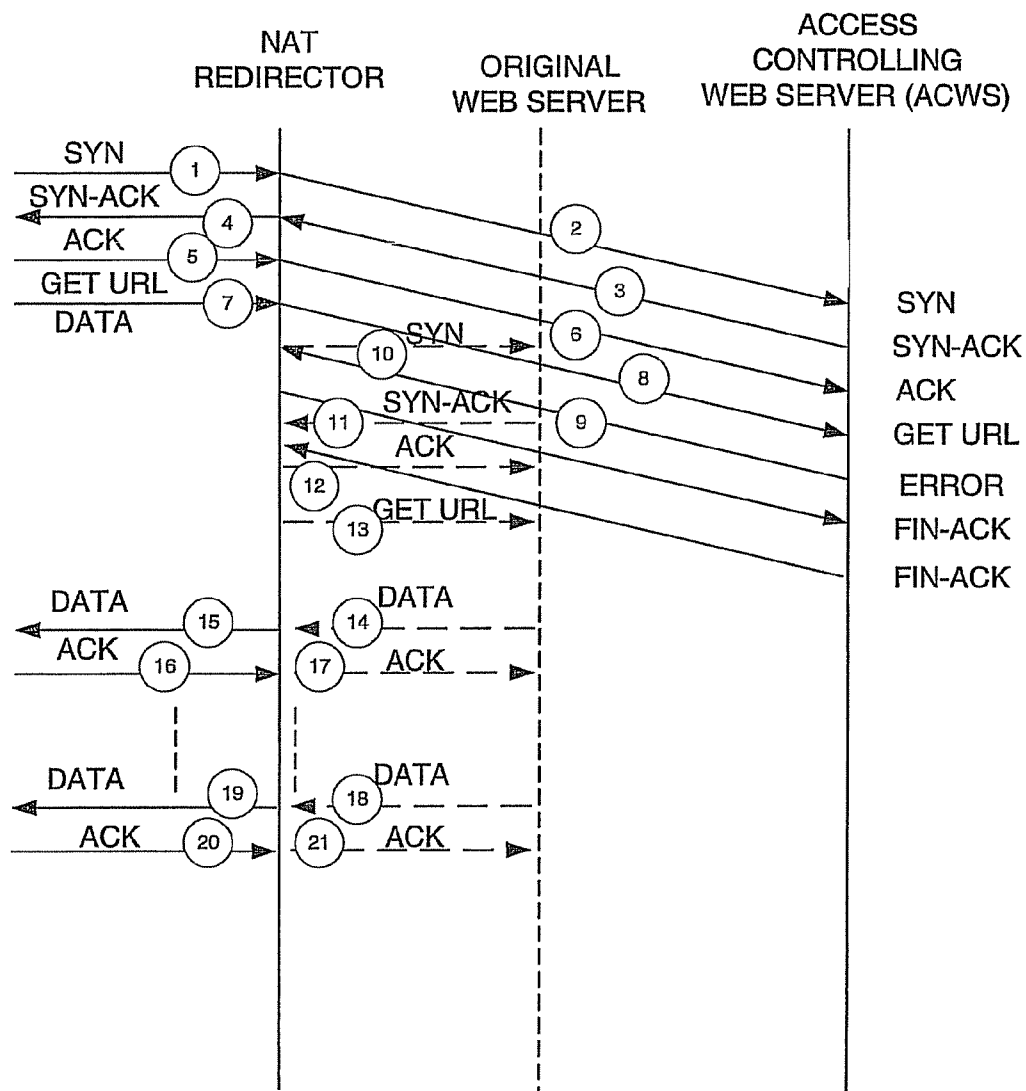 NAT
REDIRECTOR
ORIGINAL
WEB SERVER
ACCESS
CONTROLLING
WEB SERVER (ACWS)
SYN
1
SYN-ACK
4
2
ACK
5
GET URL
7
3
SYN
DATA
SYN
10
6
SYN-ACK
8
ACK
SYN-ACK
11
9
GET URL
ACK
12
ERROR
GET URL
13
FIN-ACK
FIN-ACK
DATA
15
14
DATA
ACK
16
17
ACK
DATA
19
18
DATA
ACK
20
21
ACK